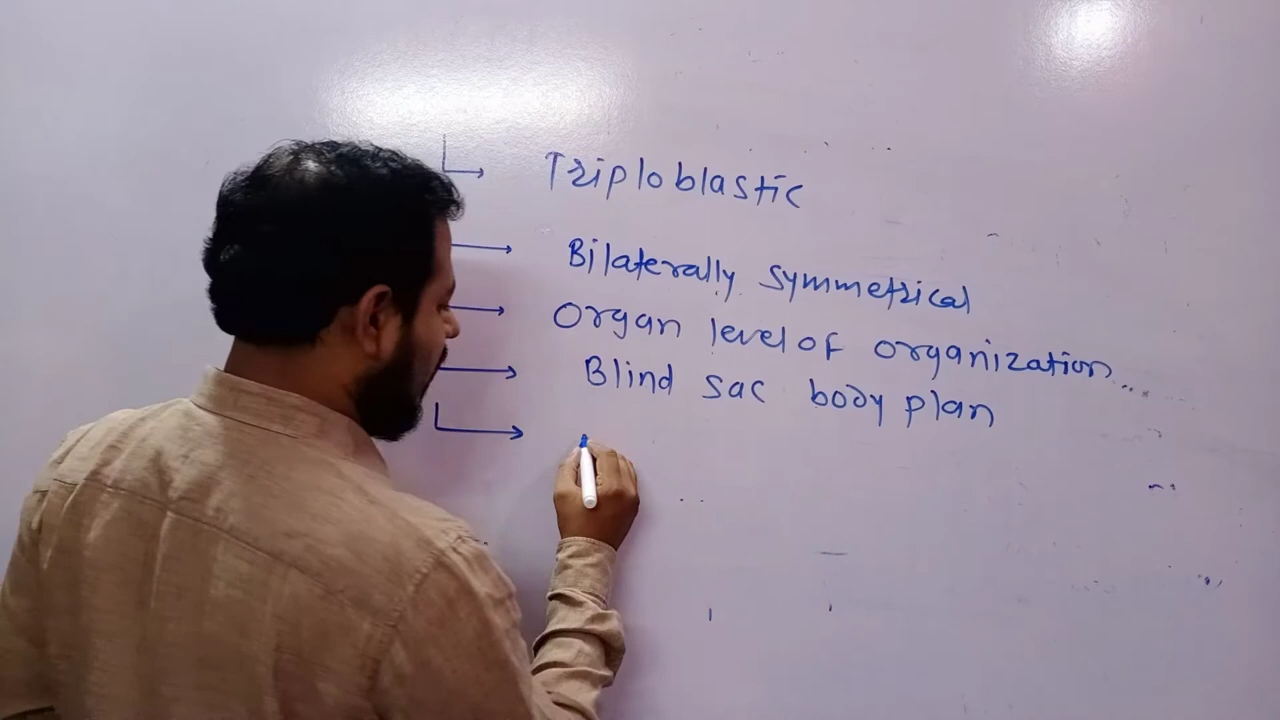 Triploblastic
Bilaterally symmetrical
Organ level of organization...
Blind sac body plan